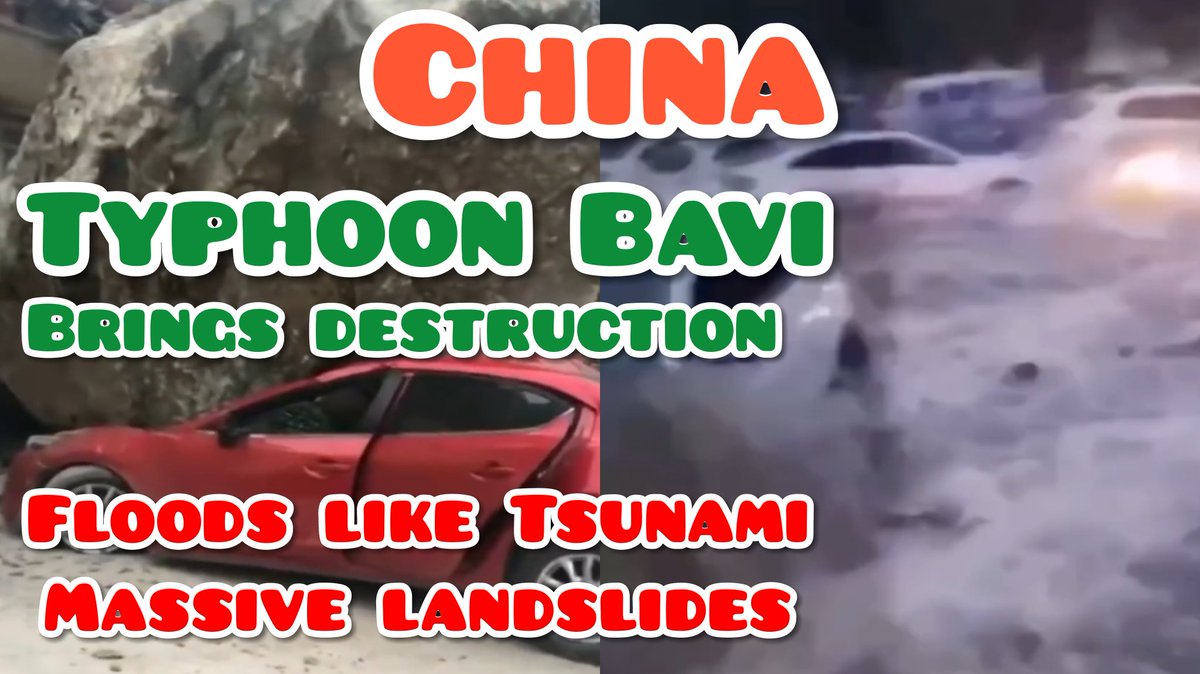 China
Typhoon Bavi
Brings destruction
Floods like Tsunami
Massive landslides